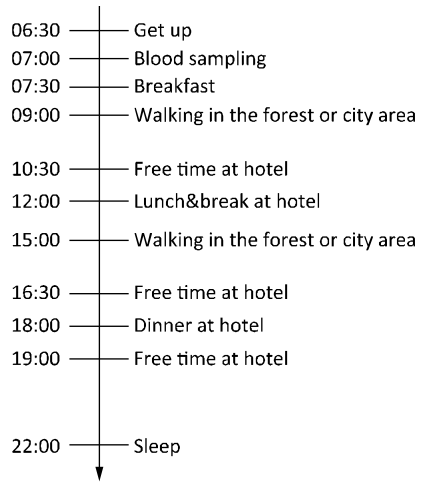 06:30 Get up
07:00 Blood sampling
07:30 Breakfast
09:00 Walking in the forest or city area
10:30 Free time at hotel
12:00 Lunch&break at hotel
15:00 Walking in the forest or city area
16:30 Free time at hotel
18:00 Dinner at hotel
19:00 Free time at hotel
22:00 Sleep